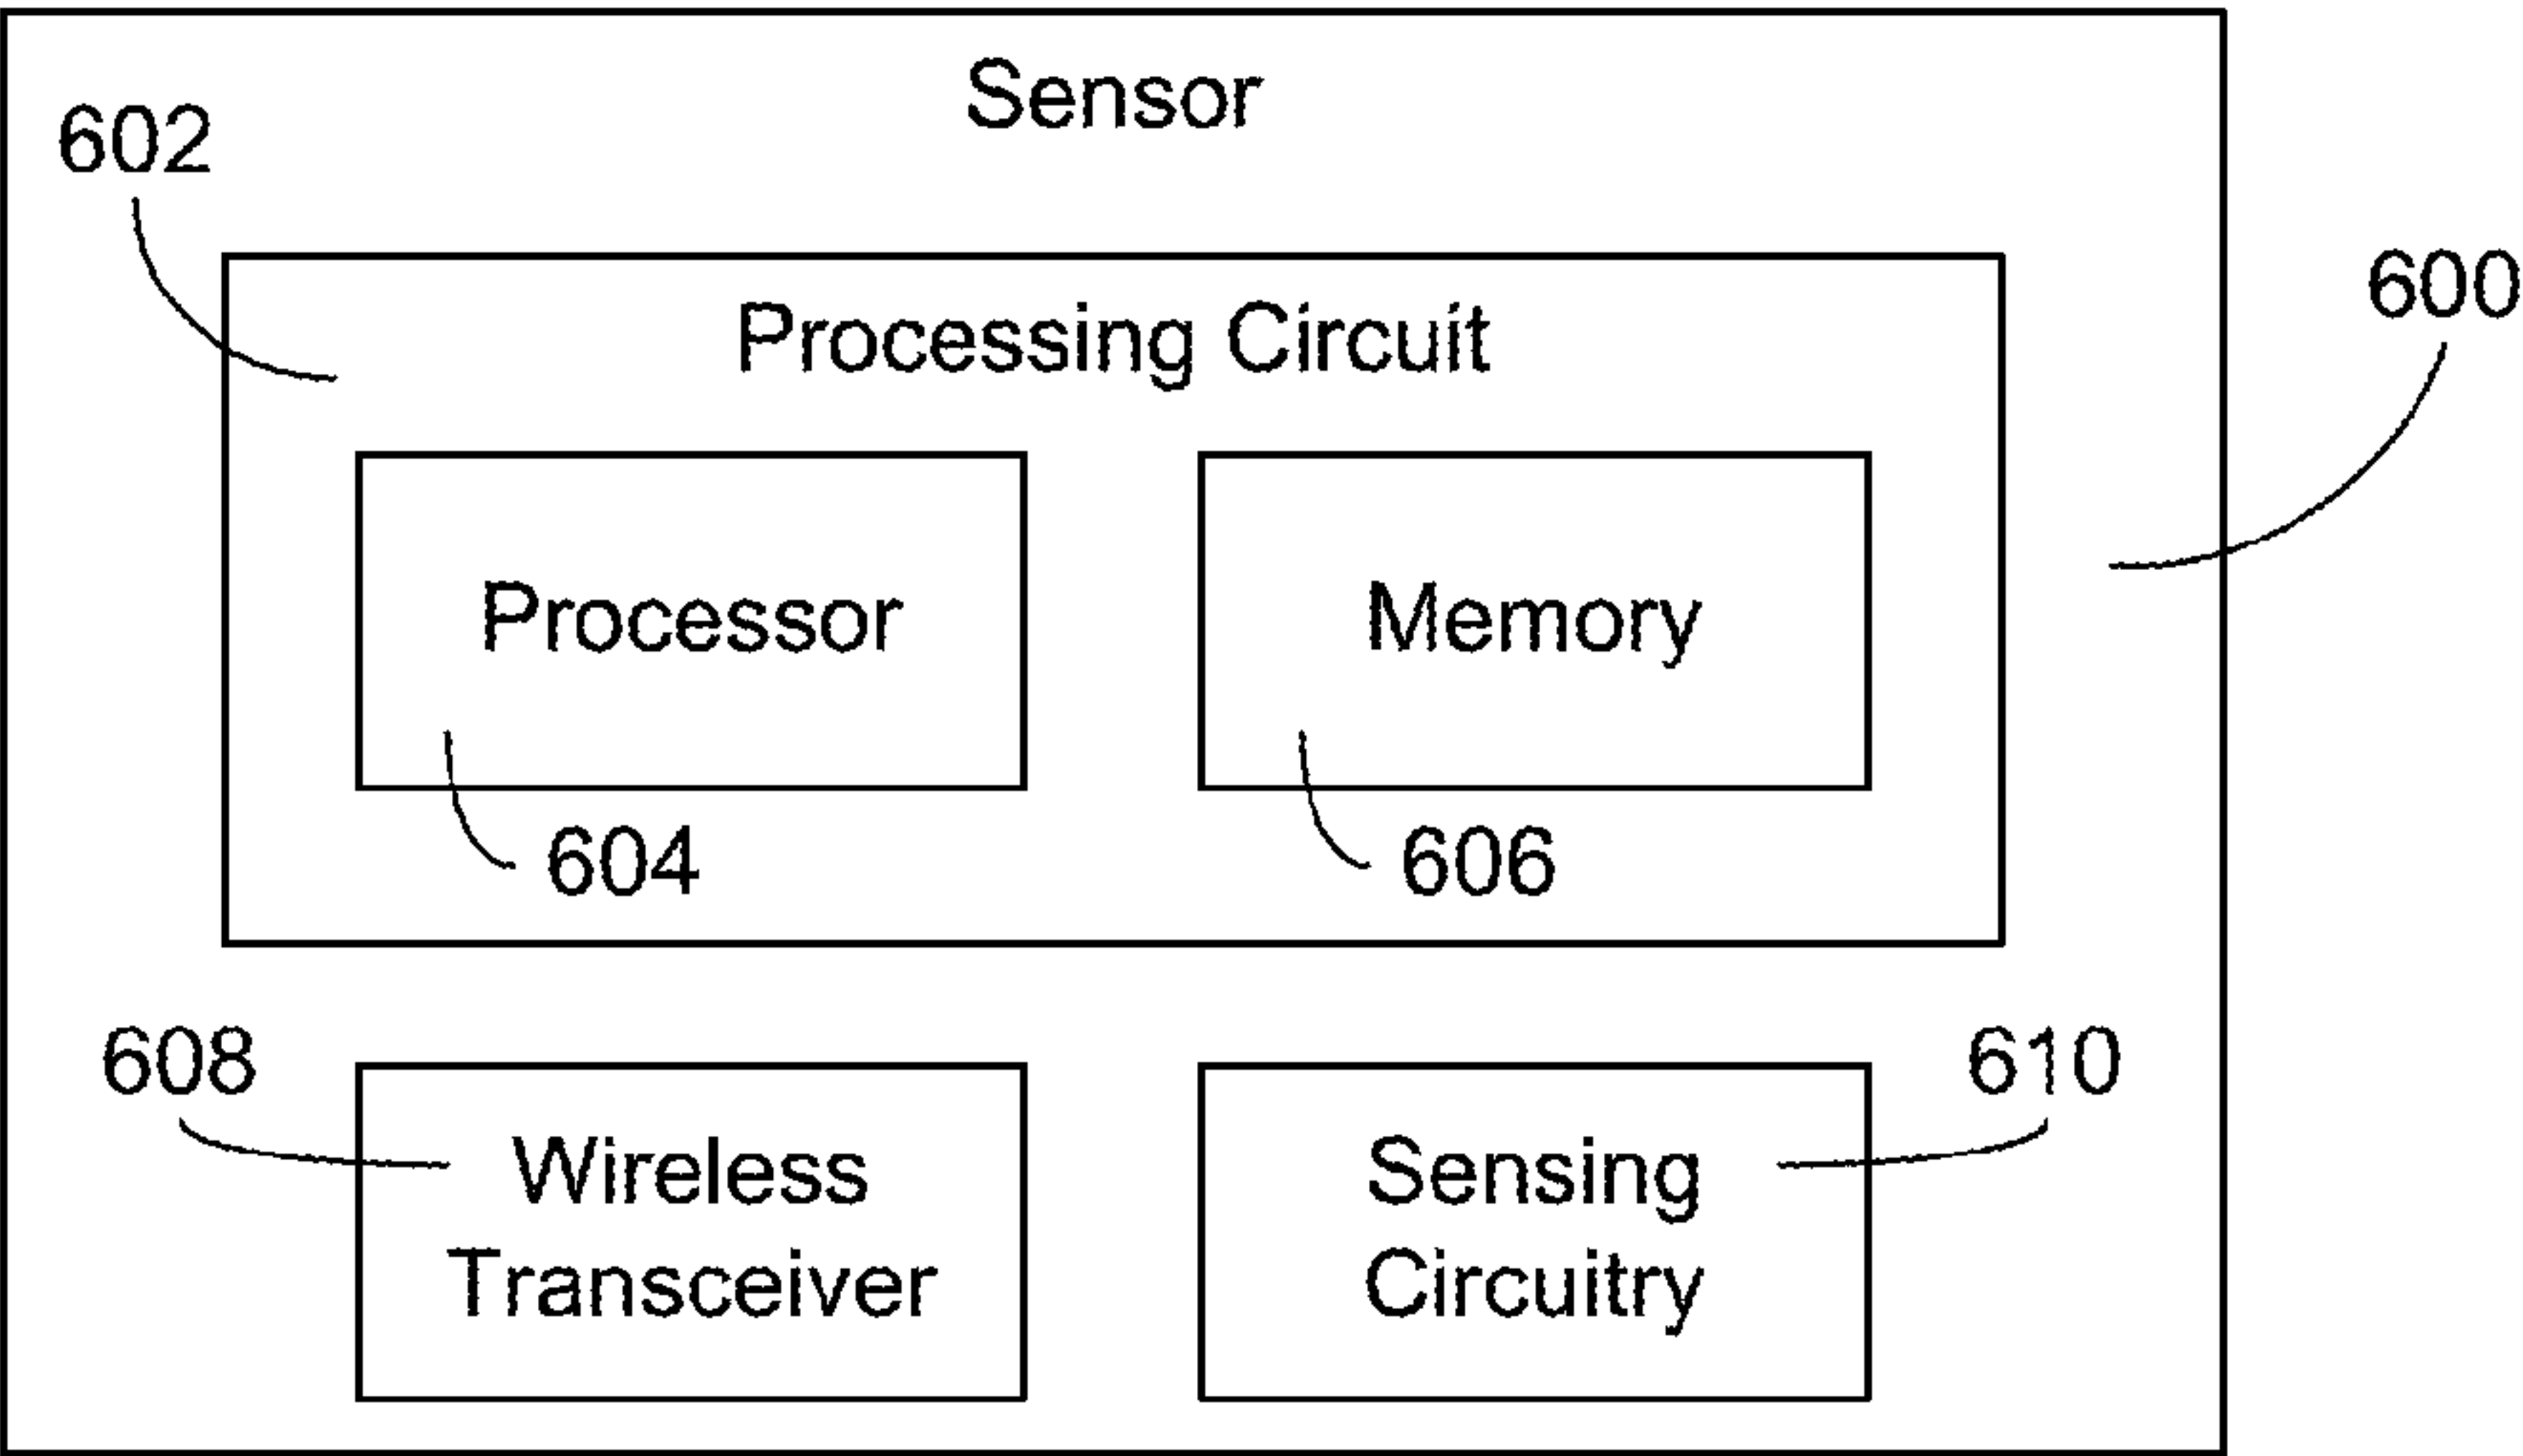 Sensor
602
600
Processing Circuit
Processor
Memory
604
606
608
610
Wireless
Transceiver
Sensing
Circuitry